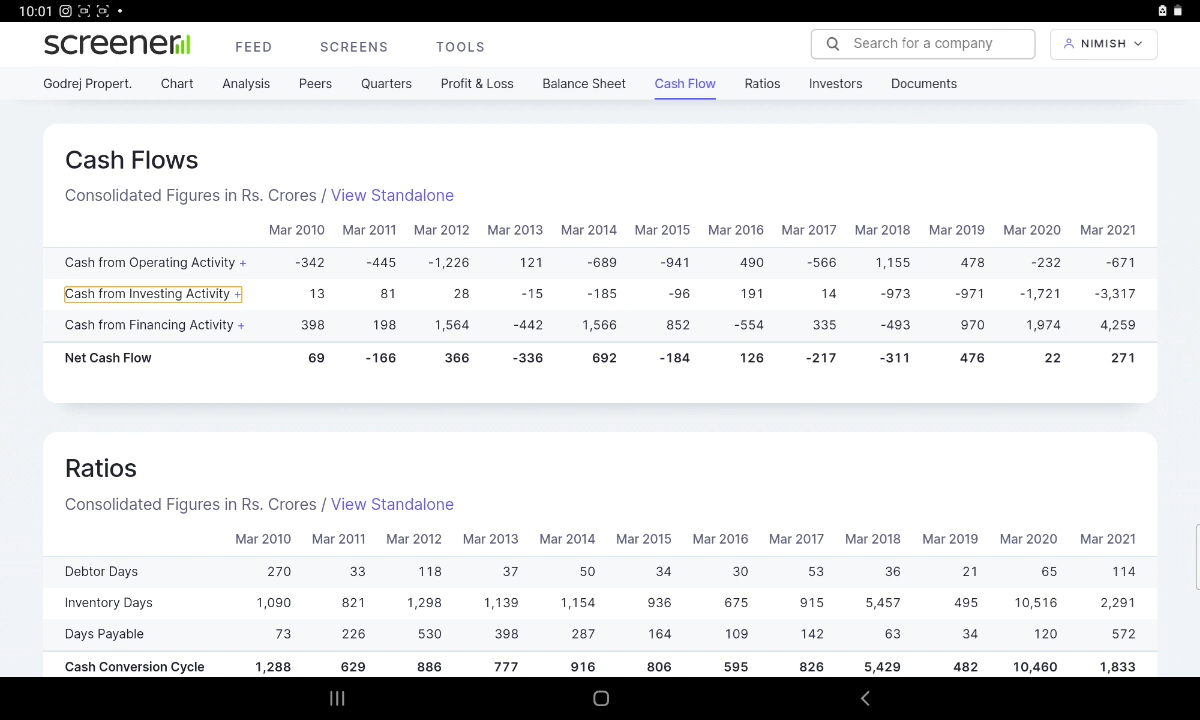 10:01
screener FEED SCREENS TOOLS Search for a company NIMISH
Godrej Propert. Chart Analysis Peers Quarters Profit & Loss Balance Sheet Cash Flow Ratios Investors Documents
Cash Flows
Consolidated Figures in Rs. Crores / View Standalone
Mar 2010 Mar 2011 Mar 2012 Mar 2013 Mar 2014 Mar 2015 Mar 2016 Mar 2017 Mar 2018 Mar 2019 Mar 2020 Mar 2021
Cash from Operating Activity + -342 -445 -1,226 121 -689 -941 490 -566 1,155 478 -232 -671
Cash from Investing Activity + 13 81 28 -15 -185 -96 191 14 -973 -971 -1,721 -3,317
Cash from Financing Activity + 398 198 1,564 -442 1,566 852 -554 335 -493 970 1,974 4,259
Net Cash Flow 69 -166 366 -336 692 -184 126 -217 -311 476 22 271
Ratios
Consolidated Figures in Rs. Crores / View Standalone
Mar 2010 Mar 2011 Mar 2012 Mar 2013 Mar 2014 Mar 2015 Mar 2016 Mar 2017 Mar 2018 Mar 2019 Mar 2020 Mar 2021
Debtor Days 270 33 118 37 50 34 30 53 36 21 65 114
Inventory Days 1,090 821 1,298 1,139 1,154 936 675 915 5,457 495 10,516 2,291
Days Payable 73 226 530 398 287 164 109 142 63 34 120 572
Cash Conversion Cycle 1,288 629 886 777 916 806 595 826 5,429 482 10,460 1,833